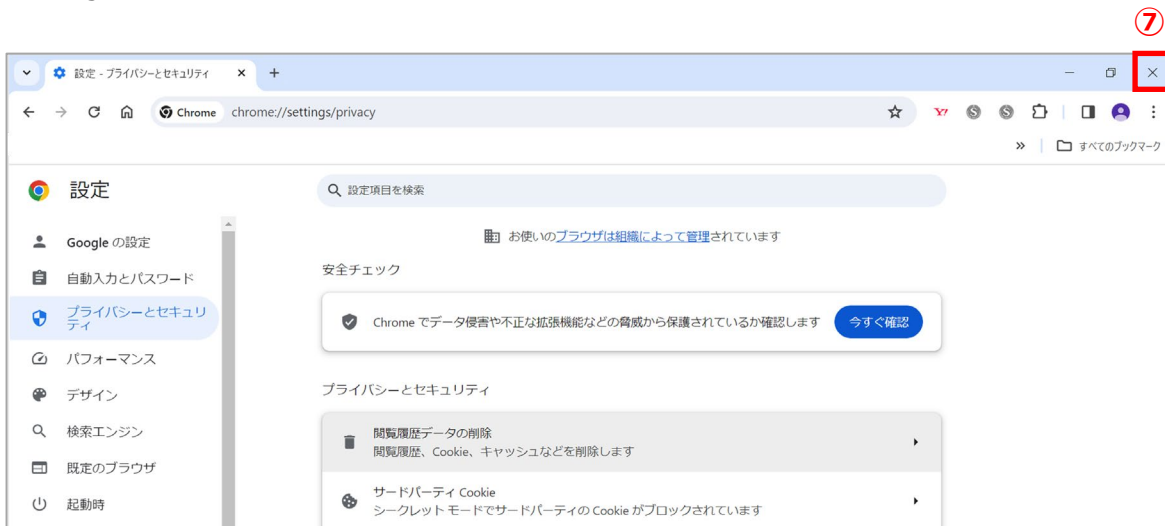 ⑦
設定 - プライバシーとセキュリティ
Chrome
chrome://settings/privacy
すべてのブックマーク
設定
設定項目を検索
Google の設定
自動入力とパスワード
プライバシーとセキュリ
ティ
パフォーマンス
デザイン
検索エンジン
既定のブラウザ
起動時
お使いのブラウザは組織によって管理されています
安全チェック
Chrome でデータ侵害や不正な拡張機能などの脅威から保護されているか確認します
今すぐ確認
プライバシーとセキュリティ
閲覧履歴データの削除
閲覧履歴、Cookie、キャッシュなどを削除します
サードパーティ Cookie
シークレット モードでサードパーティの Cookie がブロックされています